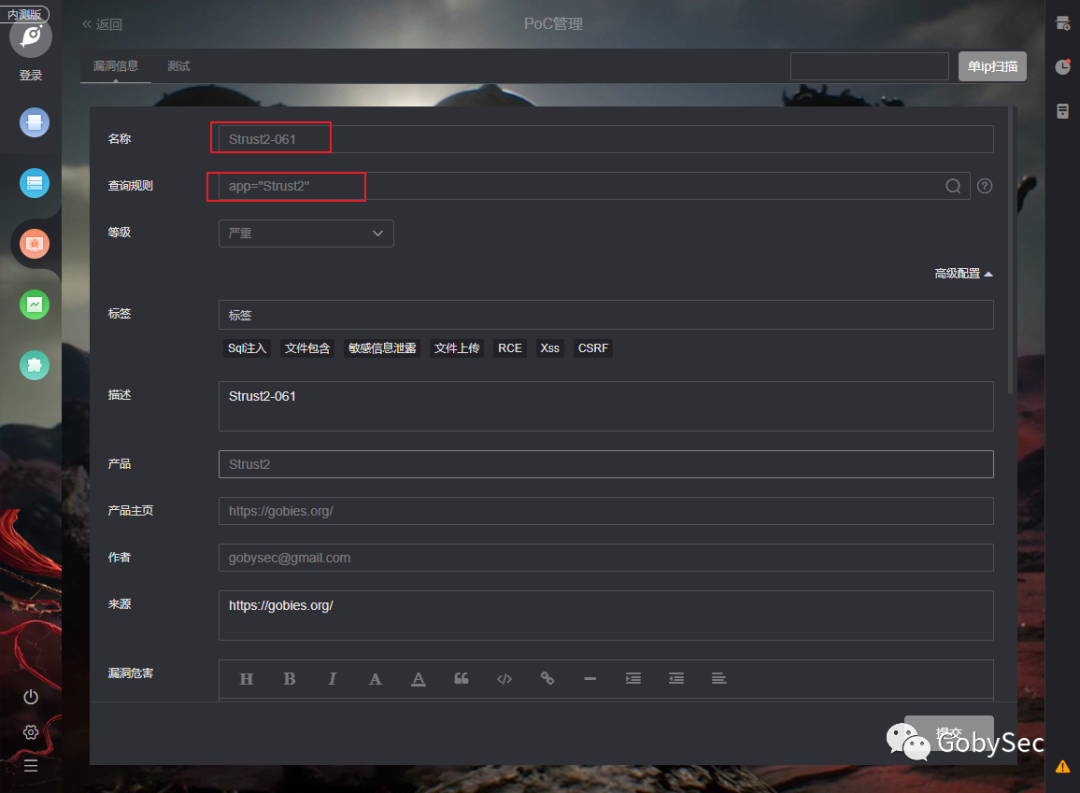 内测版
« 返回
PoC管理
登录
漏洞信息 测试
单ip扫描
名称 Strust2-061
查询规则 app="Strust2"
等级 严重
高级配置
标签 标签
Sql注入 文件包含 敏感信息泄露 文件上传 RCE Xss CSRF
描述 Strust2-061
产品 Strust2
产品主页 https://gobies.org/
作者 gobysec@gmail.com
来源 https://gobies.org/
漏洞危害 H B I A A
提交
GobySec